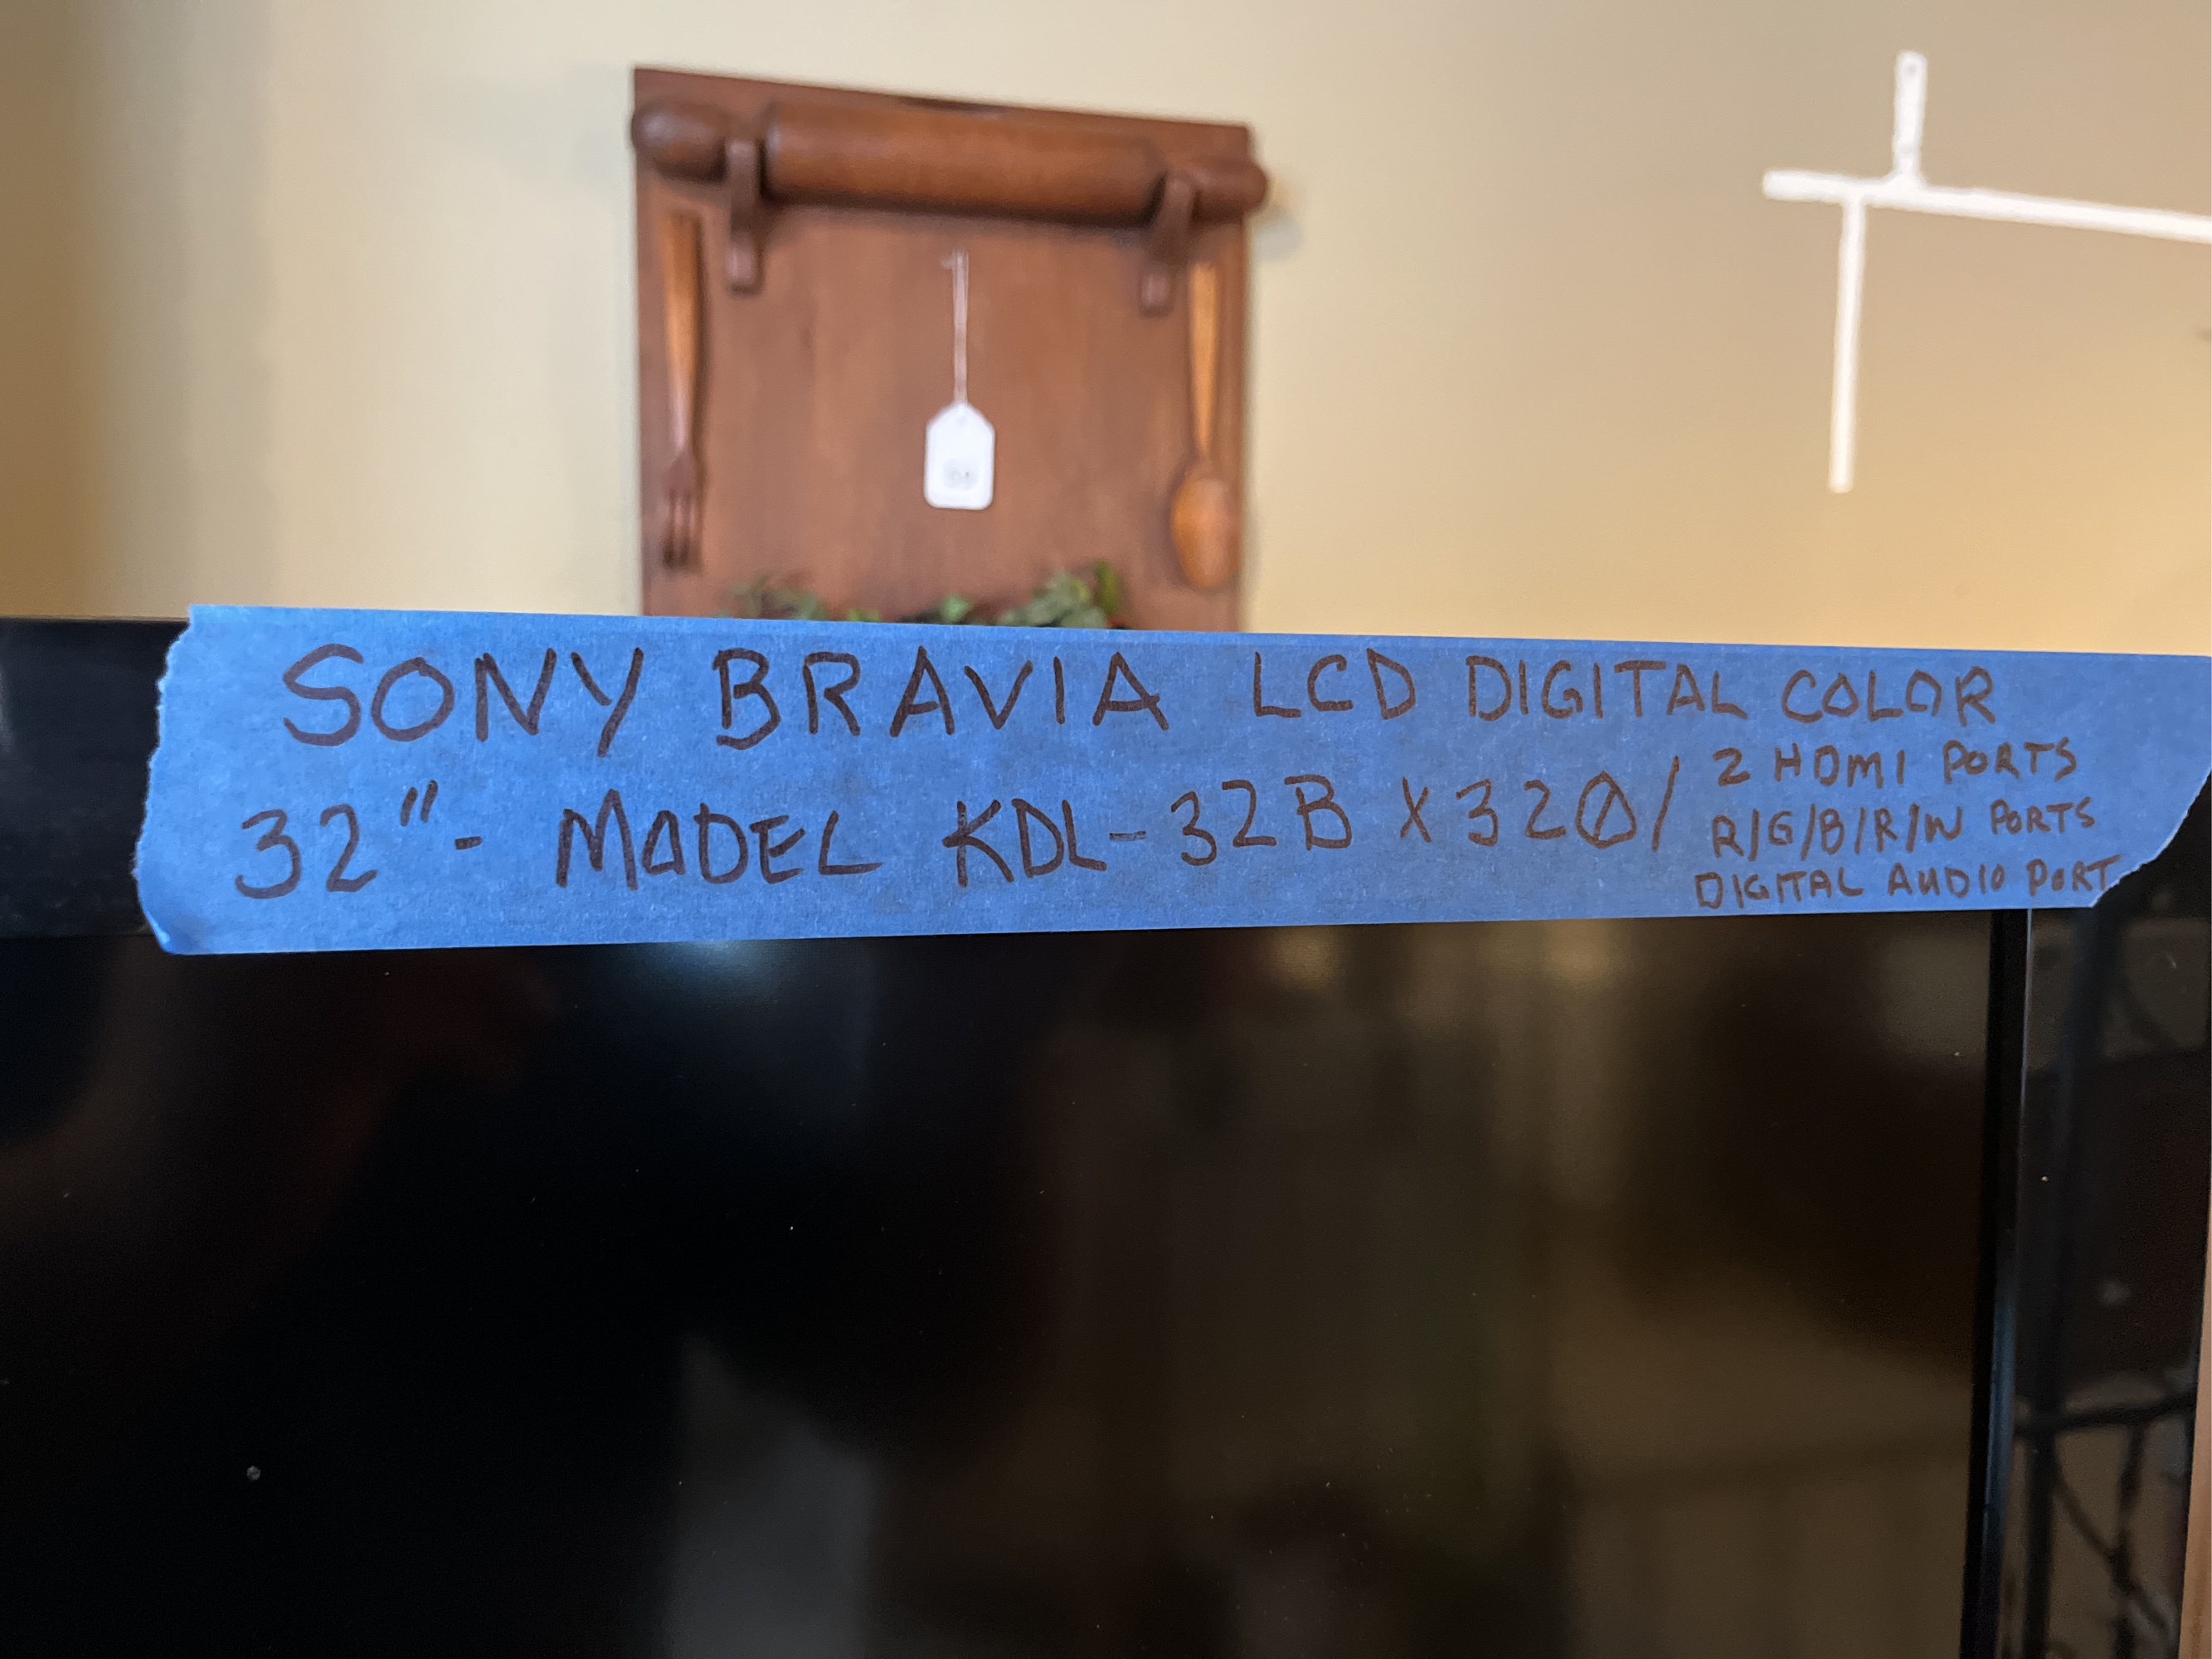 SONY BRAVIA LCD DIGITAL COLOR
32"- MODEL KDL-32BX320/
2 HDMI PORTS
R/G/B/R/W PORTS
DIGITAL AUDIO PORT